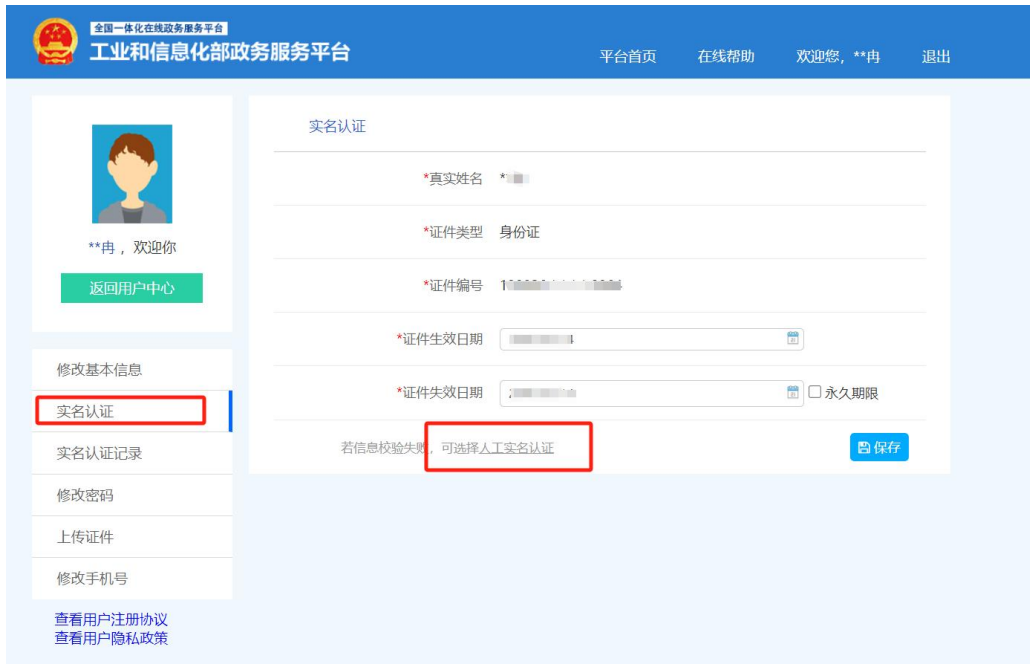 全国一体化在线政务服务平台
工业和信息化部政务服务平台
平台首页 在线帮助 欢迎您，**冉 退出
**冉 ，欢迎你
返回用户中心
修改基本信息
实名认证
实名认证记录
修改密码
上传证件
修改手机号
查看用户注册协议
查看用户隐私政策
实名认证
*真实姓名 *
*证件类型 身份证
*证件编号
*证件生效日期
*证件失效日期 永久期限
若信息校验失败，可选择人工实名认证 保存